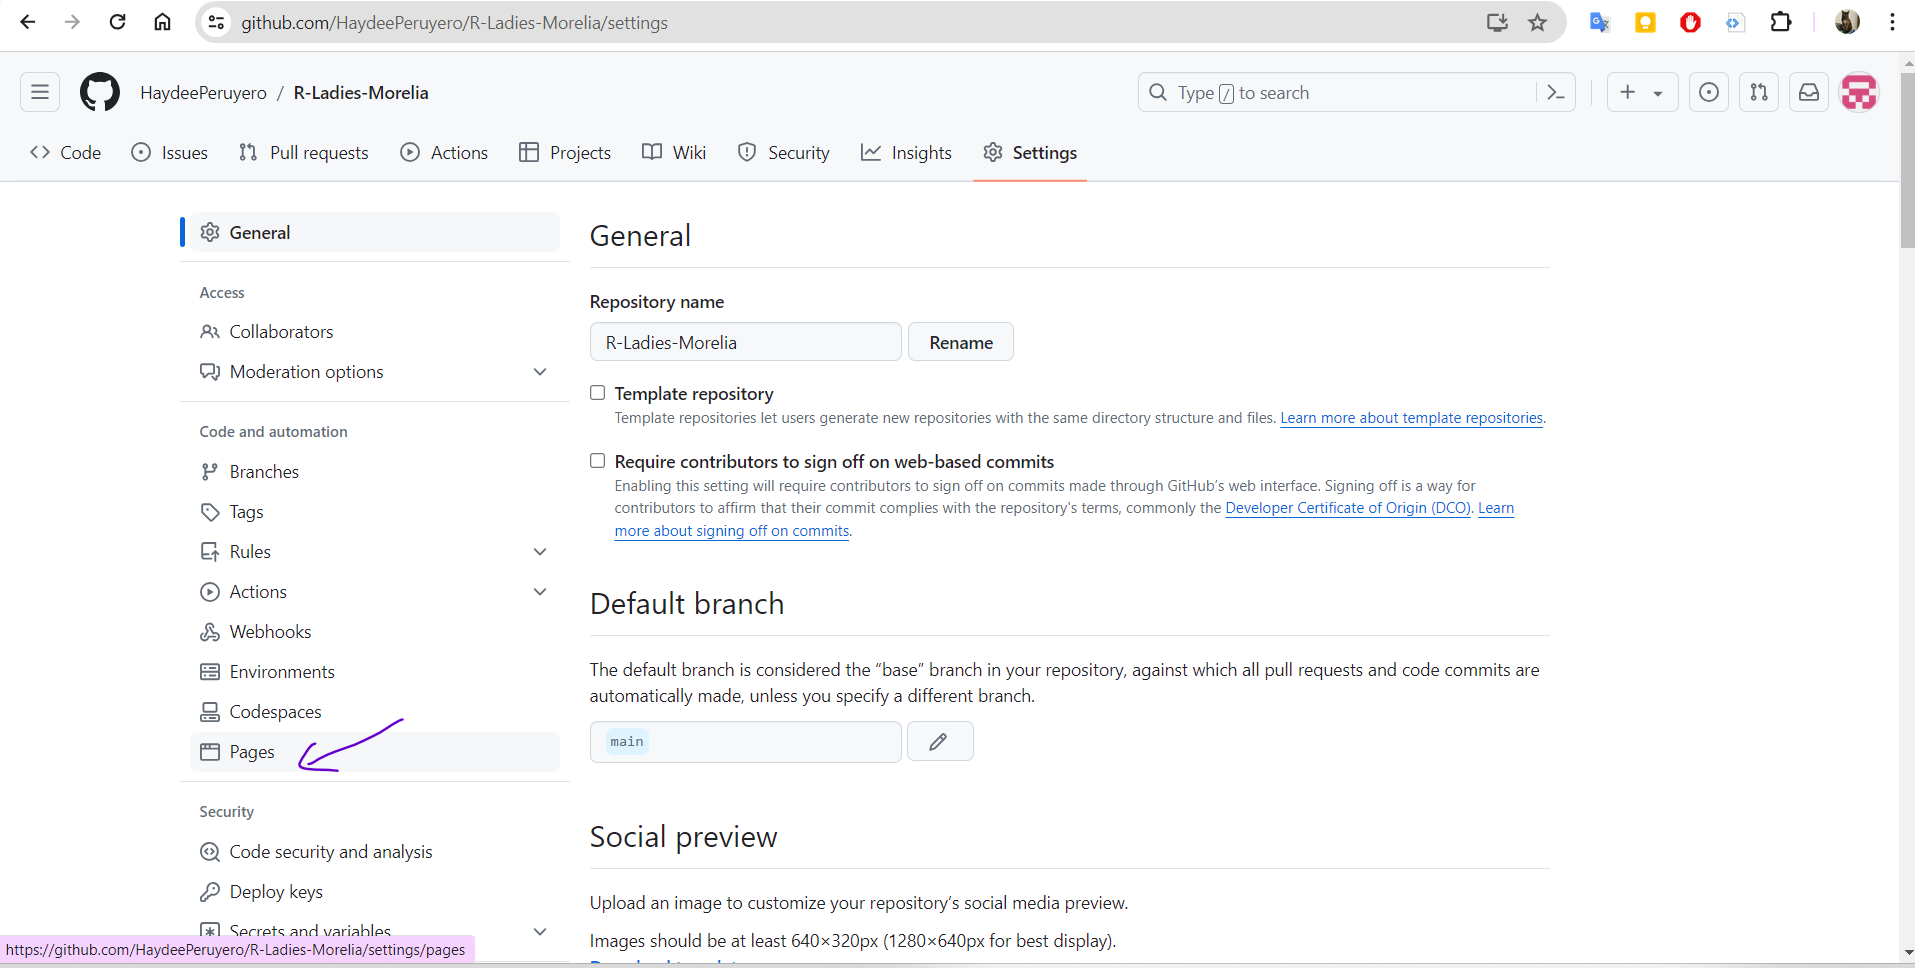 github.com/HaydeePeruyero/R-Ladies-Morelia/settings
HaydeePeruyero / R-Ladies-Morelia
Type / to search
Code Issues Pull requests Actions Projects Wiki Security Insights Settings
General
Access
Collaborators
Moderation options
Code and automation
Branches
Tags
Rules
Actions
Webhooks
Environments
Codespaces
Pages
Security
Code security and analysis
Deploy keys
Secrets and variables
https://github.com/HaydeePeruyero/R-Ladies-Morelia/settings/pages
General
Repository name
R-Ladies-Morelia Rename
Template repository
Template repositories let users generate new repositories with the same directory structure and files. Learn more about template repositories.
Require contributors to sign off on web-based commits
Enabling this setting will require contributors to sign off on commits made through GitHub's web interface. Signing off is a way for
contributors to affirm that their commit complies with the repository's terms, commonly the Developer Certificate of Origin (DCO). Learn
more about signing off on commits.
Default branch
The default branch is considered the “base” branch in your repository, against which all pull requests and code commits are
automatically made, unless you specify a different branch.
main
Social preview
Upload an image to customize your repository's social media preview.
Images should be at least 640×320px (1280×640px for best display).